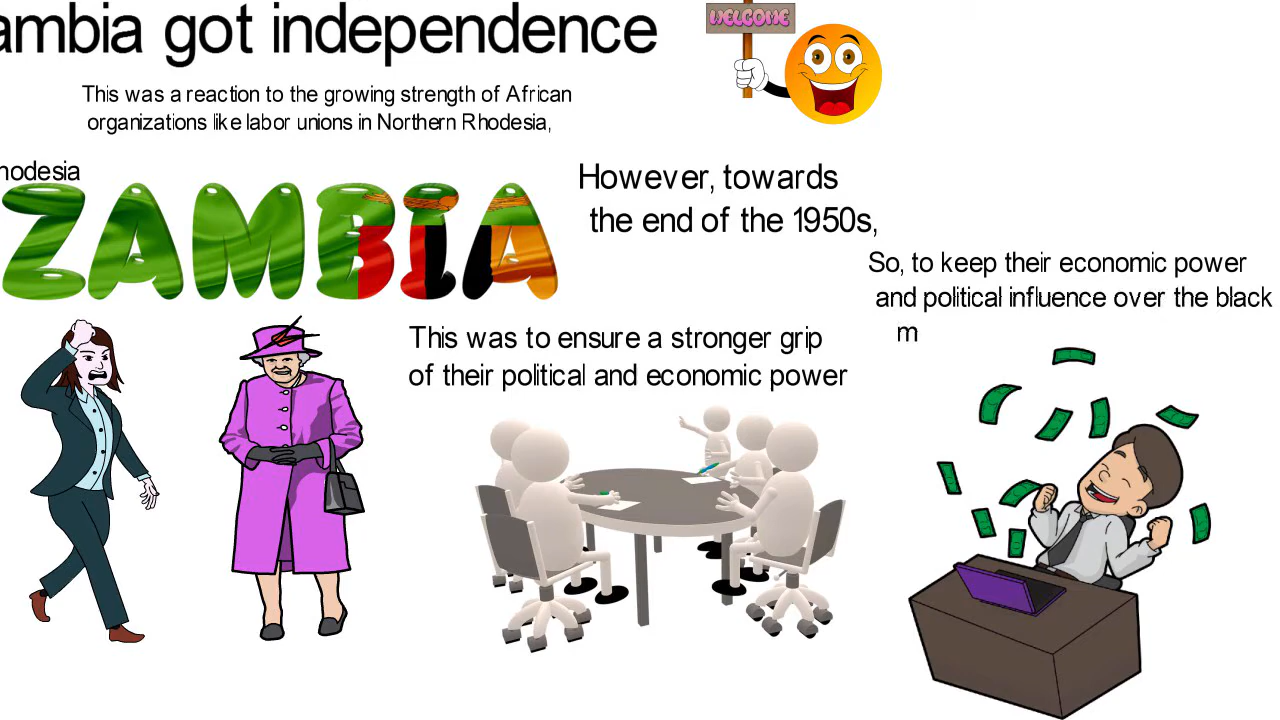 ambia got independence
WELCOME
This was a reaction to the growing strength of African
organizations like labor unions in Northern Rhodesia,
hodesia
ZAMBIA
However, towards
the end of the 1950s,
So, to keep their economic power
and political influence over the black
m
This was to ensure a stronger grip
of their political and economic power